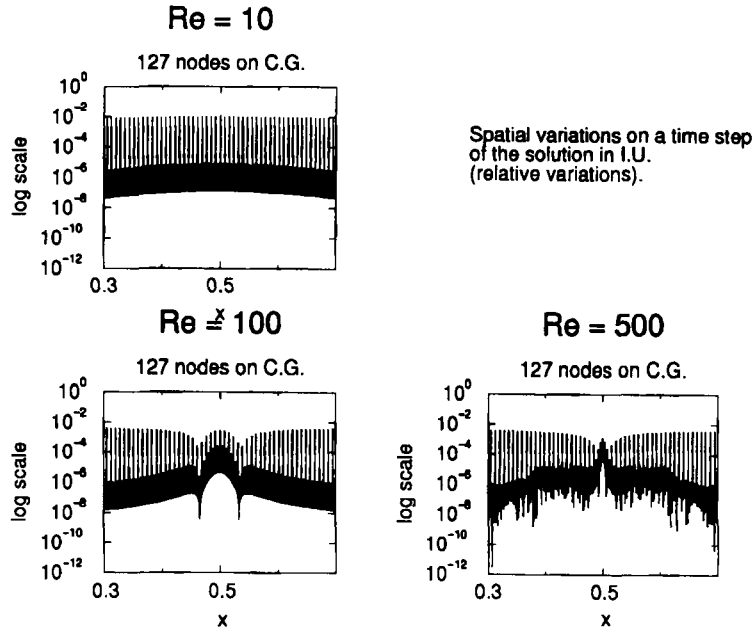 Re = 10
127 nodes on C.G.
10^0
10^-2
10^-4
10^-6
10^-8
10^-10
10^-12
log scale
0.3
0.5
x
Spatial variations on a time step
of the solution in I.U.
(relative variations).
Re = 100
127 nodes on C.G.
10^0
10^-2
10^-4
10^-6
10^-8
10^-10
10^-12
log scale
0.3
0.5
x
Re = 500
127 nodes on C.G.
10^0
10^-2
10^-4
10^-6
10^-8
10^-10
10^-12
log scale
0.3
0.5
x